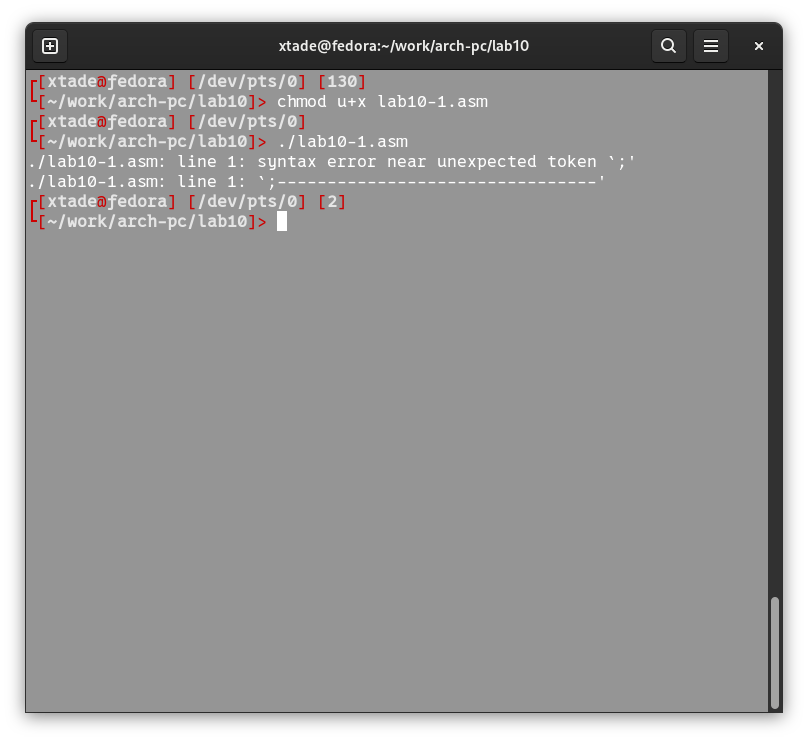 xtade@fedora:~/work/arch-pc/lab10
┌[xtade@fedora] [/dev/pts/0] [130]
└[~/work/arch-pc/lab10]> chmod u+x lab10-1.asm
┌[xtade@fedora] [/dev/pts/0]
└[~/work/arch-pc/lab10]> ./lab10-1.asm
./lab10-1.asm: line 1: syntax error near unexpected token `;'
./lab10-1.asm: line 1: `;--------------------------------'
┌[xtade@fedora] [/dev/pts/0] [2]
└[~/work/arch-pc/lab10]>